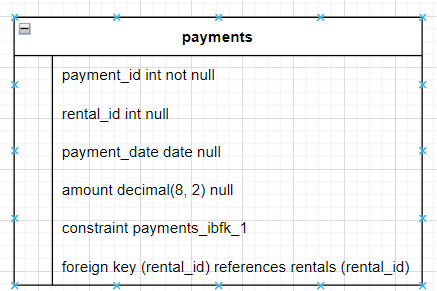 payments
payment_id int not null
rental_id int null
payment_date date null
amount decimal(8, 2) null
constraint payments_ibfk_1
foreign key (rental_id) references rentals (rental_id)